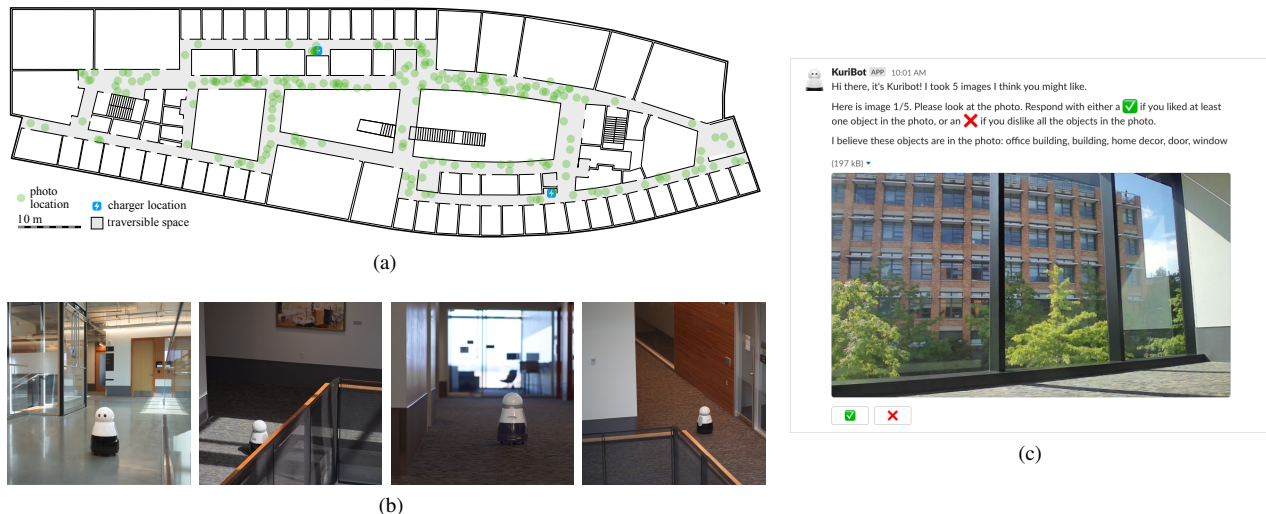 photo
location
10 m
charger location
traversible space
(a)
(b)
KuriBot APP 10:01 AM
Hi there, it's Kuribot! I took 5 images I think you might like.
Here is image 1/5. Please look at the photo. Respond with either a ✅ if you liked at least
one object in the photo, or an ❌ if you dislike all the objects in the photo.
I believe these objects are in the photo: office building, building, home decor, door, window
(197 kB)
(c)